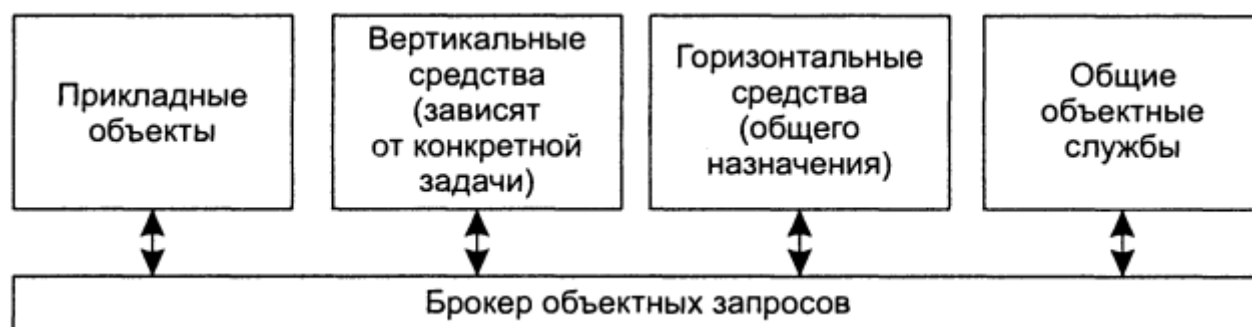 Прикладные
объекты
Вертикальные
средства
(зависят
от конкретной
задачи)
Горизонтальные
средства
(общего
назначения)
Общие
объектные
службы
Брокер объектных запросов